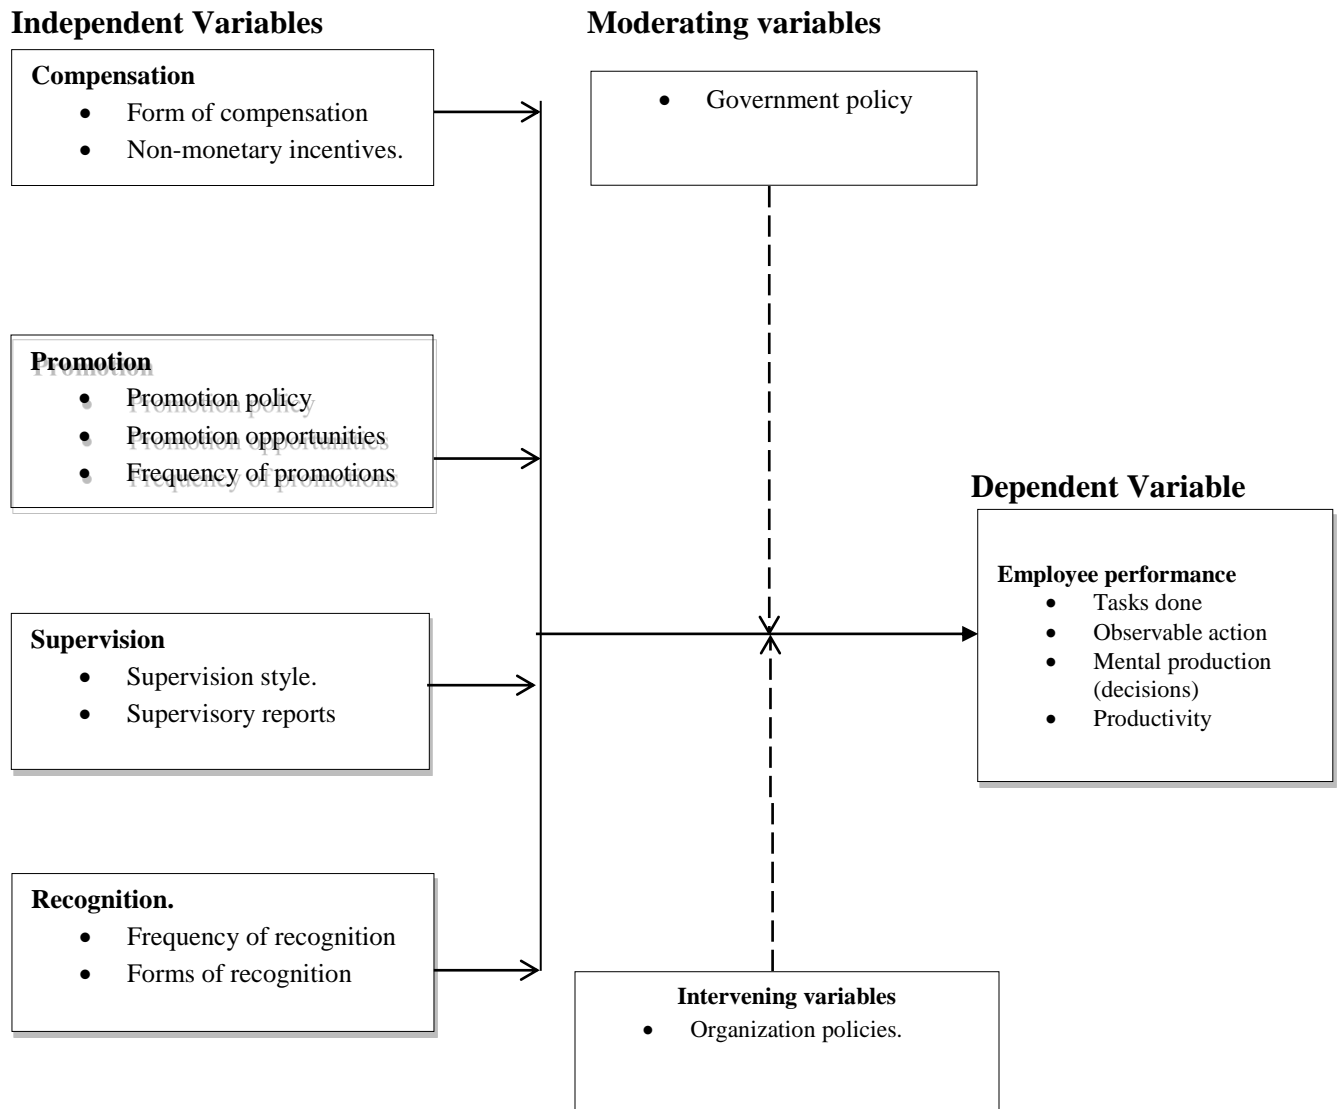 Independent Variables
Moderating variables
Compensation
• Form of compensation
• Non-monetary incentives.
• Government policy
Promotion
• Promotion policy
• Promotion opportunities
• Frequency of promotions
Dependent Variable
Employee performance
• Tasks done
• Observable action
• Mental production
(decisions)
• Productivity
Supervision
• Supervision style.
• Supervisory reports
Recognition.
• Frequency of recognition
• Forms of recognition
Intervening variables
• Organization policies.